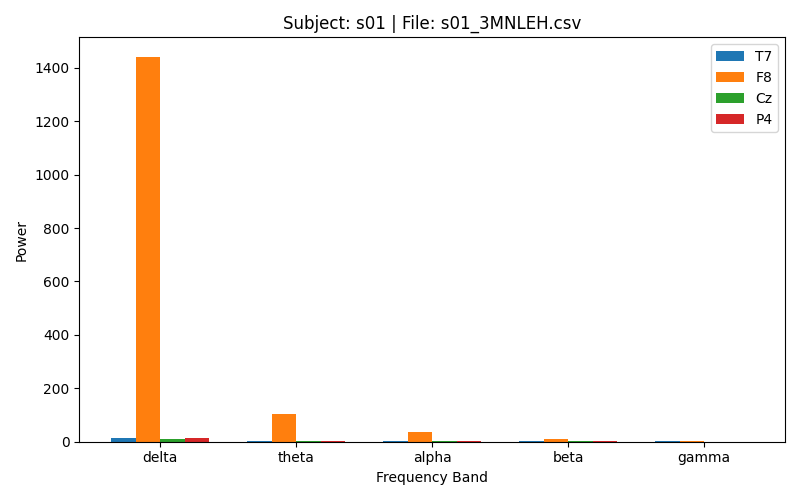 Subject: s01 | File: s01_3MNLEH.csv
T7
F8
Cz
P4
Power
1400
1200
1000
800
600
400
200
0
delta theta alpha beta gamma
Frequency Band